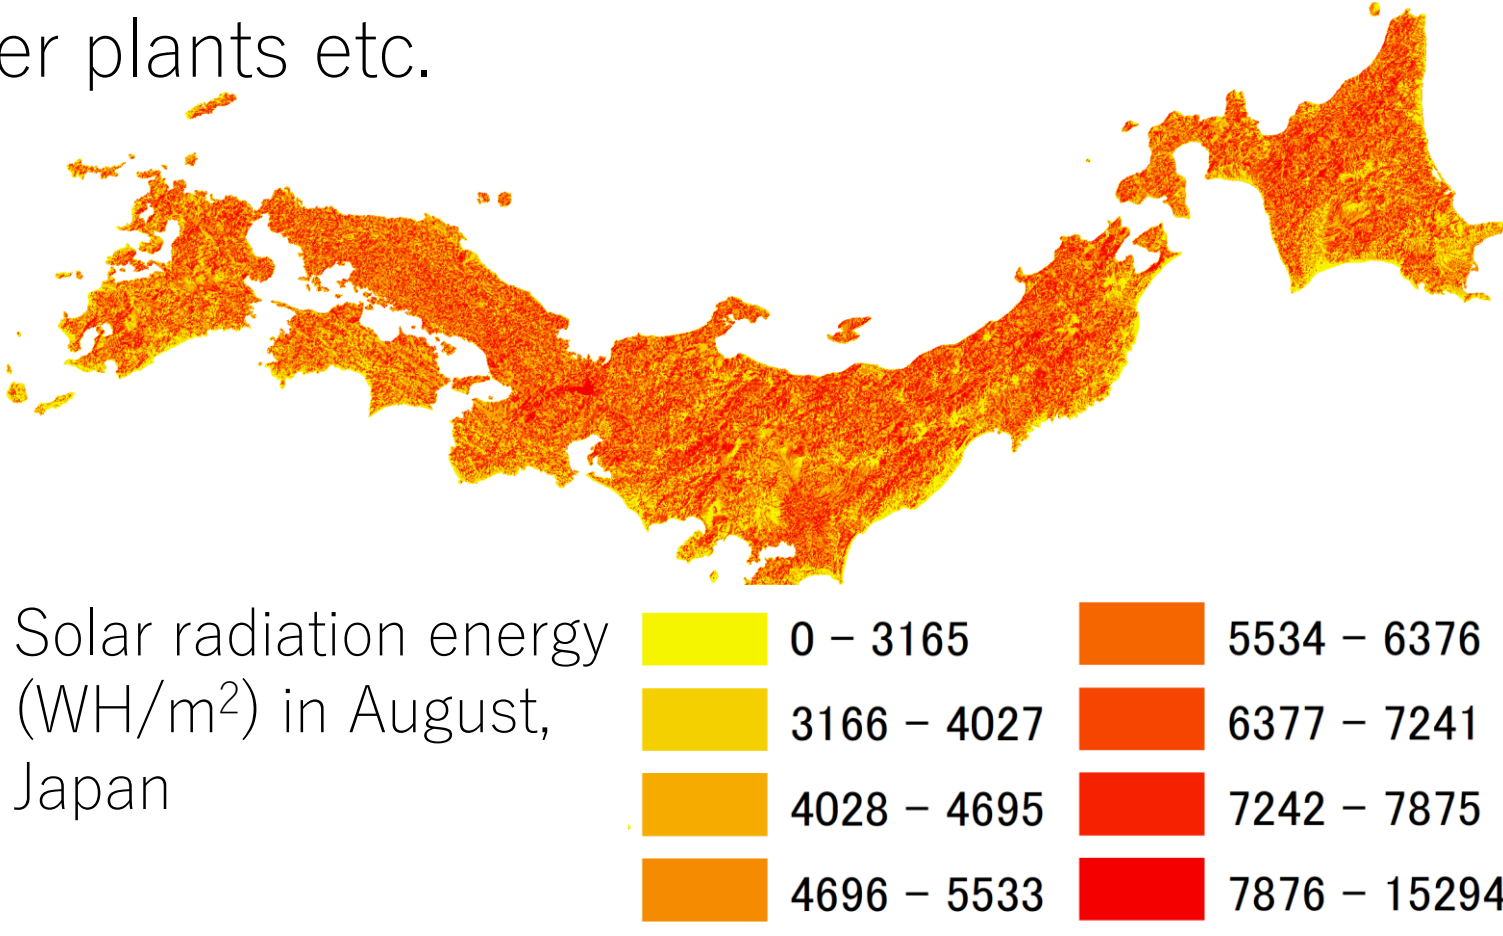 er plants etc.
Solar radiation energy
(WH/m²) in August,
Japan
0 – 3165
3166 – 4027
4028 – 4695
4696 – 5533
5534 – 6376
6377 – 7241
7242 – 7875
7876 – 15294